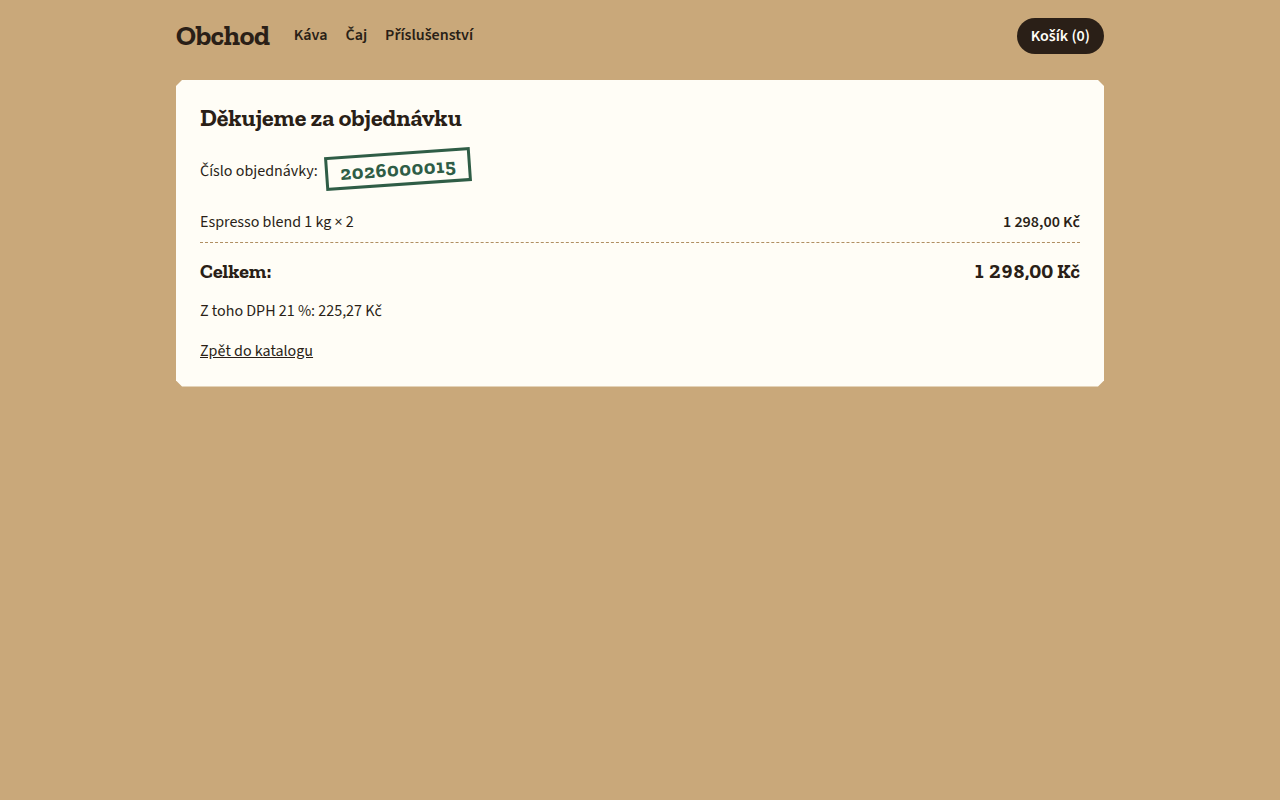 Obchod Káva Čaj Příslušenství Košík (0)
Děkujeme za objednávku
Číslo objednávky: 2026000015
Espresso blend 1 kg × 2 1 298,00 Kč
Celkem: 1 298,00 Kč
Z toho DPH 21 %: 225,27 Kč
Zpět do katalogu